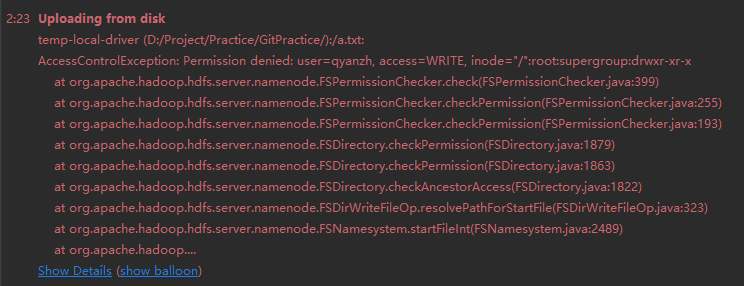 2:23 Uploading from disk
temp-local-driver (D:/Project/Practice/GitPractice/):/a.txt:
AccessControlException: Permission denied: user=qyanzh, access=WRITE, inode="/":root:supergroup:drwxr-xr-x
at org.apache.hadoop.hdfs.server.namenode.FSPermissionChecker.check(FSPermissionChecker.java:399)
at org.apache.hadoop.hdfs.server.namenode.FSPermissionChecker.checkPermission(FSPermissionChecker.java:255)
at org.apache.hadoop.hdfs.server.namenode.FSPermissionChecker.checkPermission(FSPermissionChecker.java:193)
at org.apache.hadoop.hdfs.server.namenode.FSDirectory.checkPermission(FSDirectory.java:1879)
at org.apache.hadoop.hdfs.server.namenode.FSDirectory.checkPermission(FSDirectory.java:1863)
at org.apache.hadoop.hdfs.server.namenode.FSDirectory.checkAncestorAccess(FSDirectory.java:1822)
at org.apache.hadoop.hdfs.server.namenode.FSDirWriteFileOp.resolvePathForStartFile(FSDirWriteFileOp.java:323)
at org.apache.hadoop.hdfs.server.namenode.FSNamesystem.startFileInt(FSNamesystem.java:2489)
at org.apache.hadoop....
Show Details (show balloon)